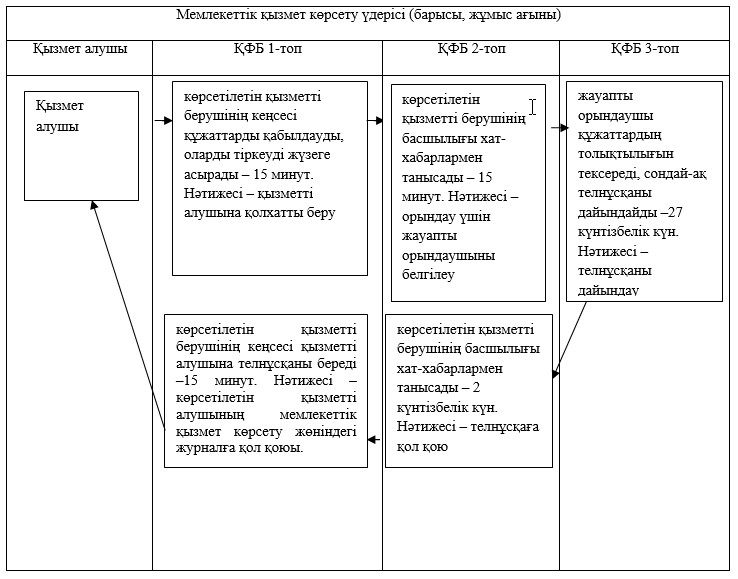 Мемлекеттік қызмет көрсету үдерісі (барысы, жұмыс ағыны)
Қызмет алушы
ҚФБ 1-топ
ҚФБ 2-топ
ҚФБ 3-топ
Қызмет
алушы
көрсетілетін қызметті
берушінің кеңсесі
құжаттарды қабылдауды,
оларды тіркеуді жүзеге
асырады – 15 минут.
Нәтижесі – қызметті
алушына қолхатты беру
көрсетілетін
қызметті берушінің
басшылығы хат-
хабарлармен
танысады – 15
минут. Нәтижесі –
орындау үшін
жауапты
орындаушыны
белгілеу
жауапты
орындаушы
құжаттардың
толықтылығын
тексереді, сондай-ақ
телнұсқаны
дайындайды –27
күнтізбелік күн.
Нәтижесі –
телнұсқаны
дайындау
көрсетілетін қызметті
берушінің кеңсесі қызметті
алушына телнұсқаны береді
–15 минут. Нәтижесі –
көрсетілетін қызметті
алушының мемлекеттік
қызмет көрсету жөніндегі
журналға қол қоюы.
көрсетілетін қызметті
берушінің басшылығы
хат-хабарлармен
танысады – 2
күнтізбелік күн.
Нәтижесі – телнұсқаға
қол қою